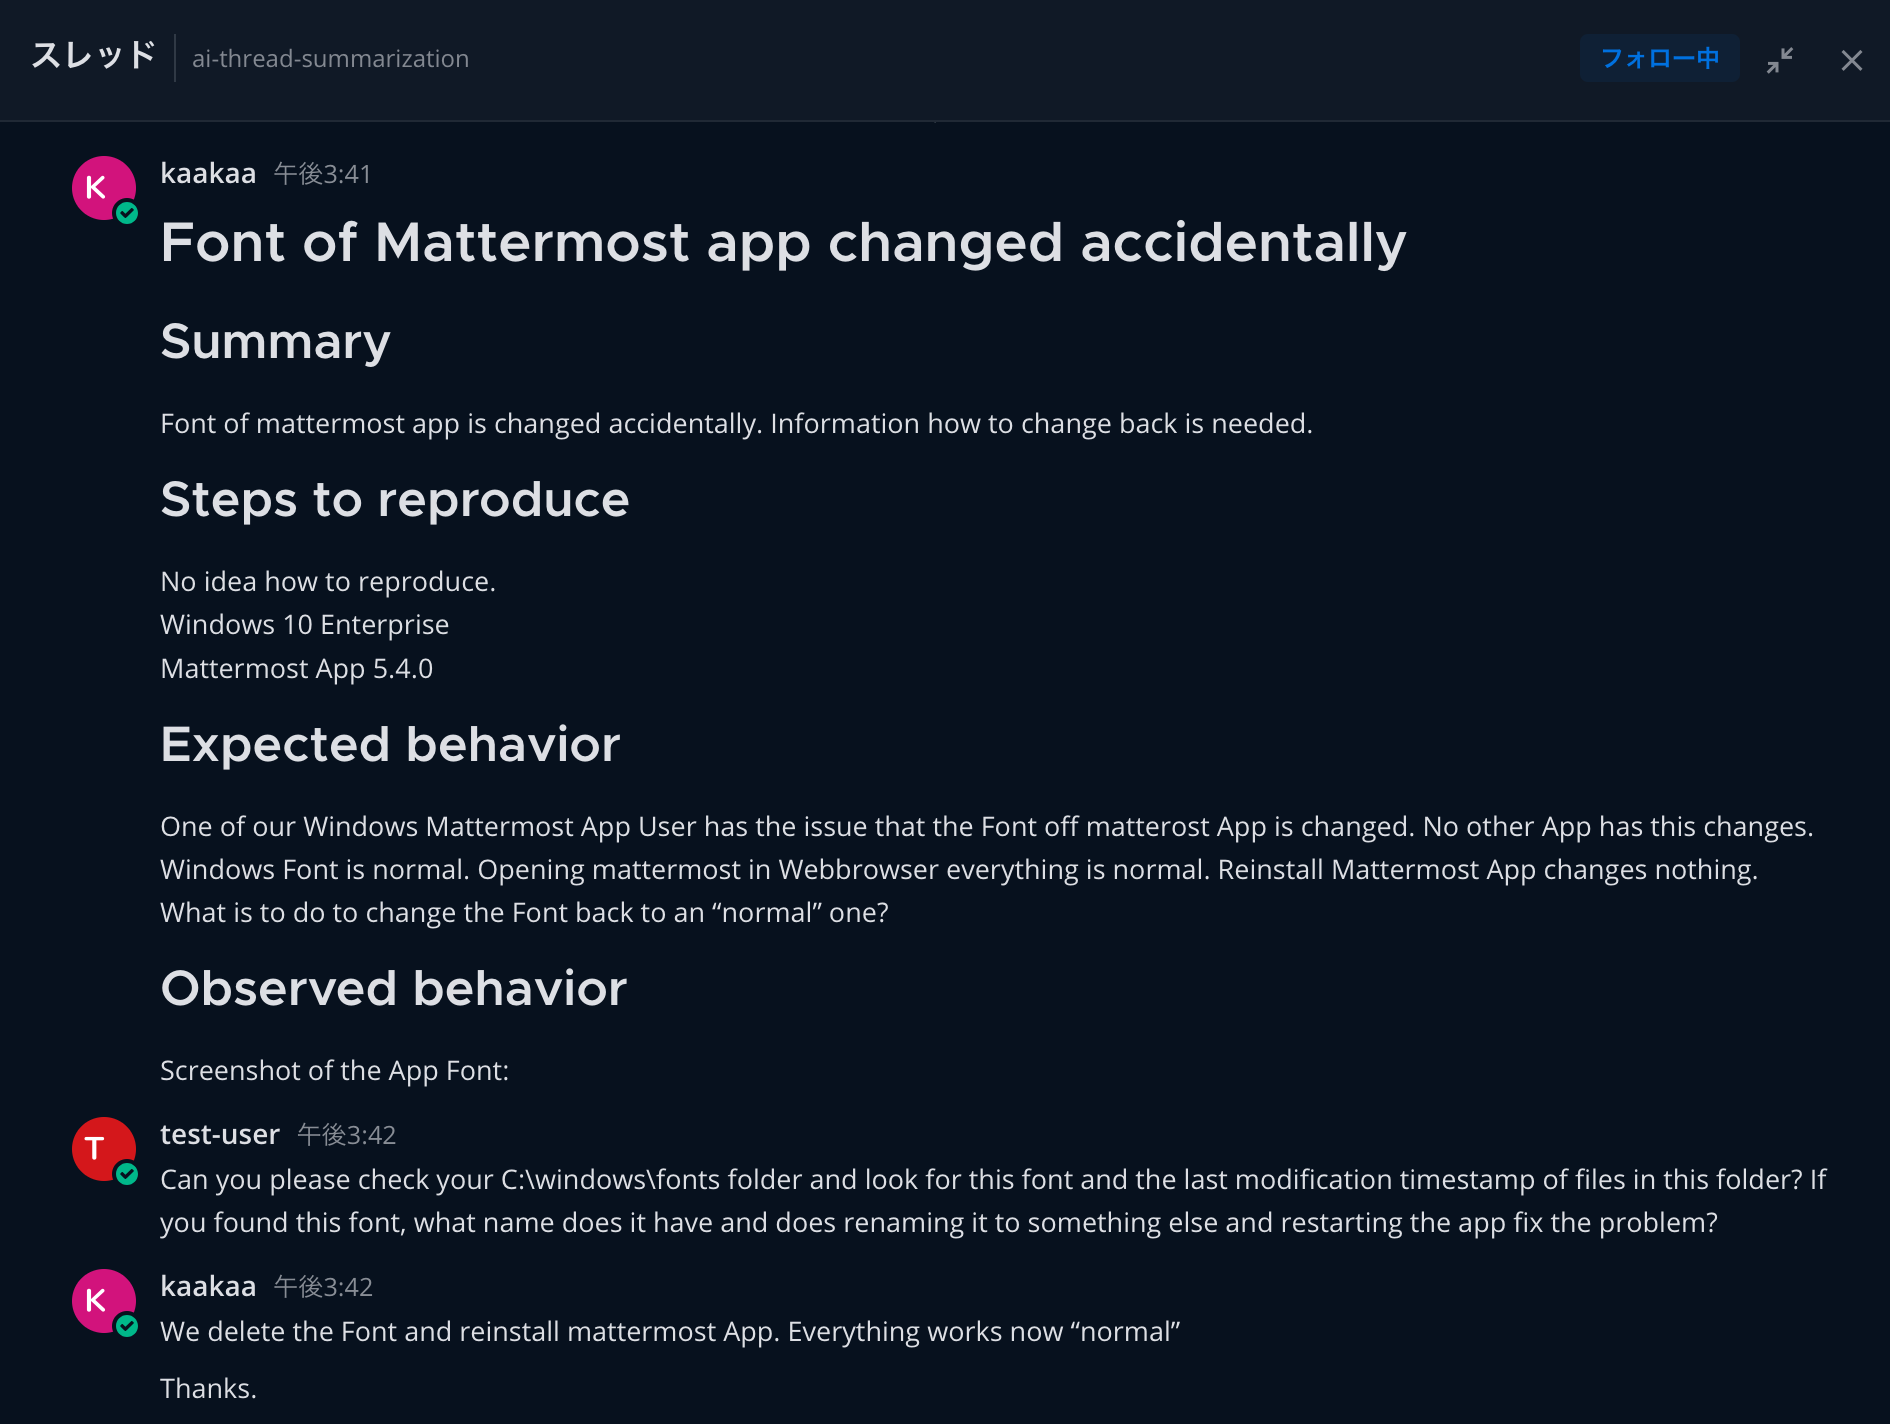 スレッド
ai-thread-summarization
フォロー中
K
kaakaa 午後3:41
Font of Mattermost app changed accidentally
Summary
Font of mattermost app is changed accidentally. Information how to change back is needed.
Steps to reproduce
No idea how to reproduce.
Windows 10 Enterprise
Mattermost App 5.4.0
Expected behavior
One of our Windows Mattermost App User has the issue that the Font off matterost App is changed. No other App has this changes.
Windows Font is normal. Opening mattermost in Webbrowser everything is normal. Reinstall Mattermost App changes nothing.
What is to do to change the Font back to an “normal” one?
Observed behavior
Screenshot of the App Font:
T
test-user 午後3:42
Can you please check your C:\windows\fonts folder and look for this font and the last modification timestamp of files in this folder? If
you found this font, what name does it have and does renaming it to something else and restarting the app fix the problem?
K
kaakaa 午後3:42
We delete the Font and reinstall mattermost App. Everything works now “normal”
Thanks.